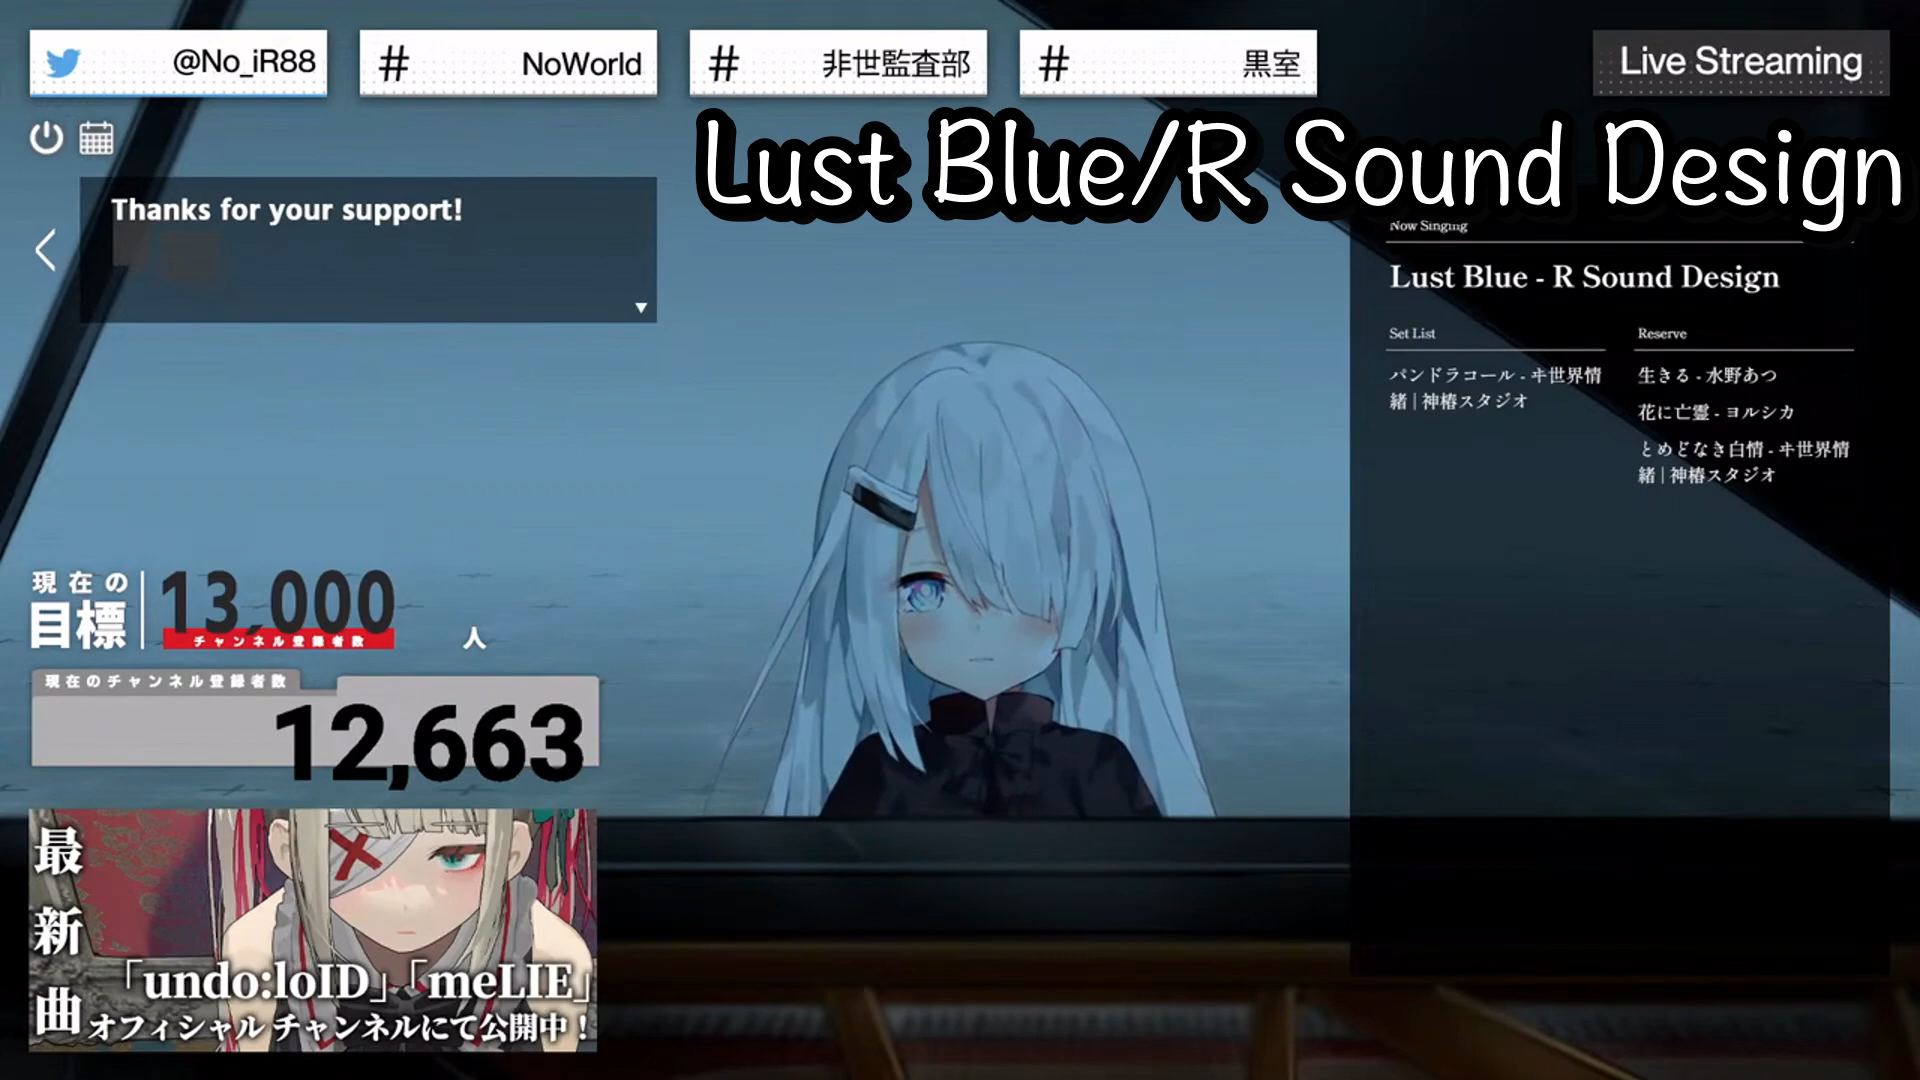 @No_iR88
# NoWorld
# 非世監査部
# 黒室
Live Streaming
Lust Blue/R Sound Design
Thanks for your support!
Now Singing
Lust Blue - R Sound Design
Set List
パンドラコール - ヰ世界情
緒 | 神椿スタジオ
Reserve
生きる - 水野あつ
花に亡霊 - ヨルシカ
とめどなき白情 - ヰ世界情
緒 | 神椿スタジオ
現在の
目標
13,000
チャンネル登録者数
人
現在のチャンネル登録者数
12,663
最新曲
「undo:loID」「meLIE」
オフィシャルチャンネルにて公開中！